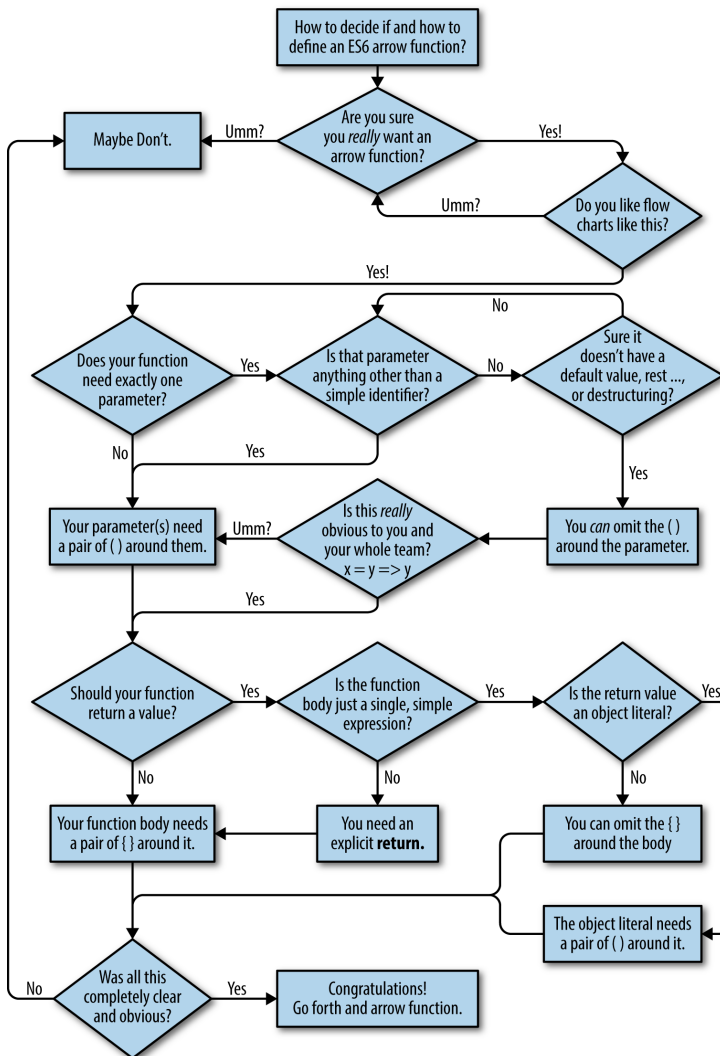 How to decide if and how to
define an ES6 arrow function?
Maybe Don't.
Umm?
Are you sure
you really want an
arrow function?
Yes!
Umm?
Do you like flow
charts like this?
Yes!
No
Does your function
need exactly one
parameter?
Yes
Is that parameter
anything other than a
simple identifier?
No
Sure it
doesn't have a
default value, rest ...,
or destructuring?
No
Yes
Yes
Your parameter(s) need
a pair of ( ) around them.
Umm?
Is this really
obvious to you and
your whole team?
x = y => y
You can omit the ( )
around the parameter.
Yes
Should your function
return a value?
Yes
Is the function
body just a single, simple
expression?
Yes
Is the return value
an object literal?
Yes
No
No
No
Your function body needs
a pair of { } around it.
You need an
explicit return.
You can omit the { }
around the body
The object literal needs
a pair of ( ) around it.
No
Was all this
completely clear
and obvious?
Yes
Congratulations!
Go forth and arrow function.